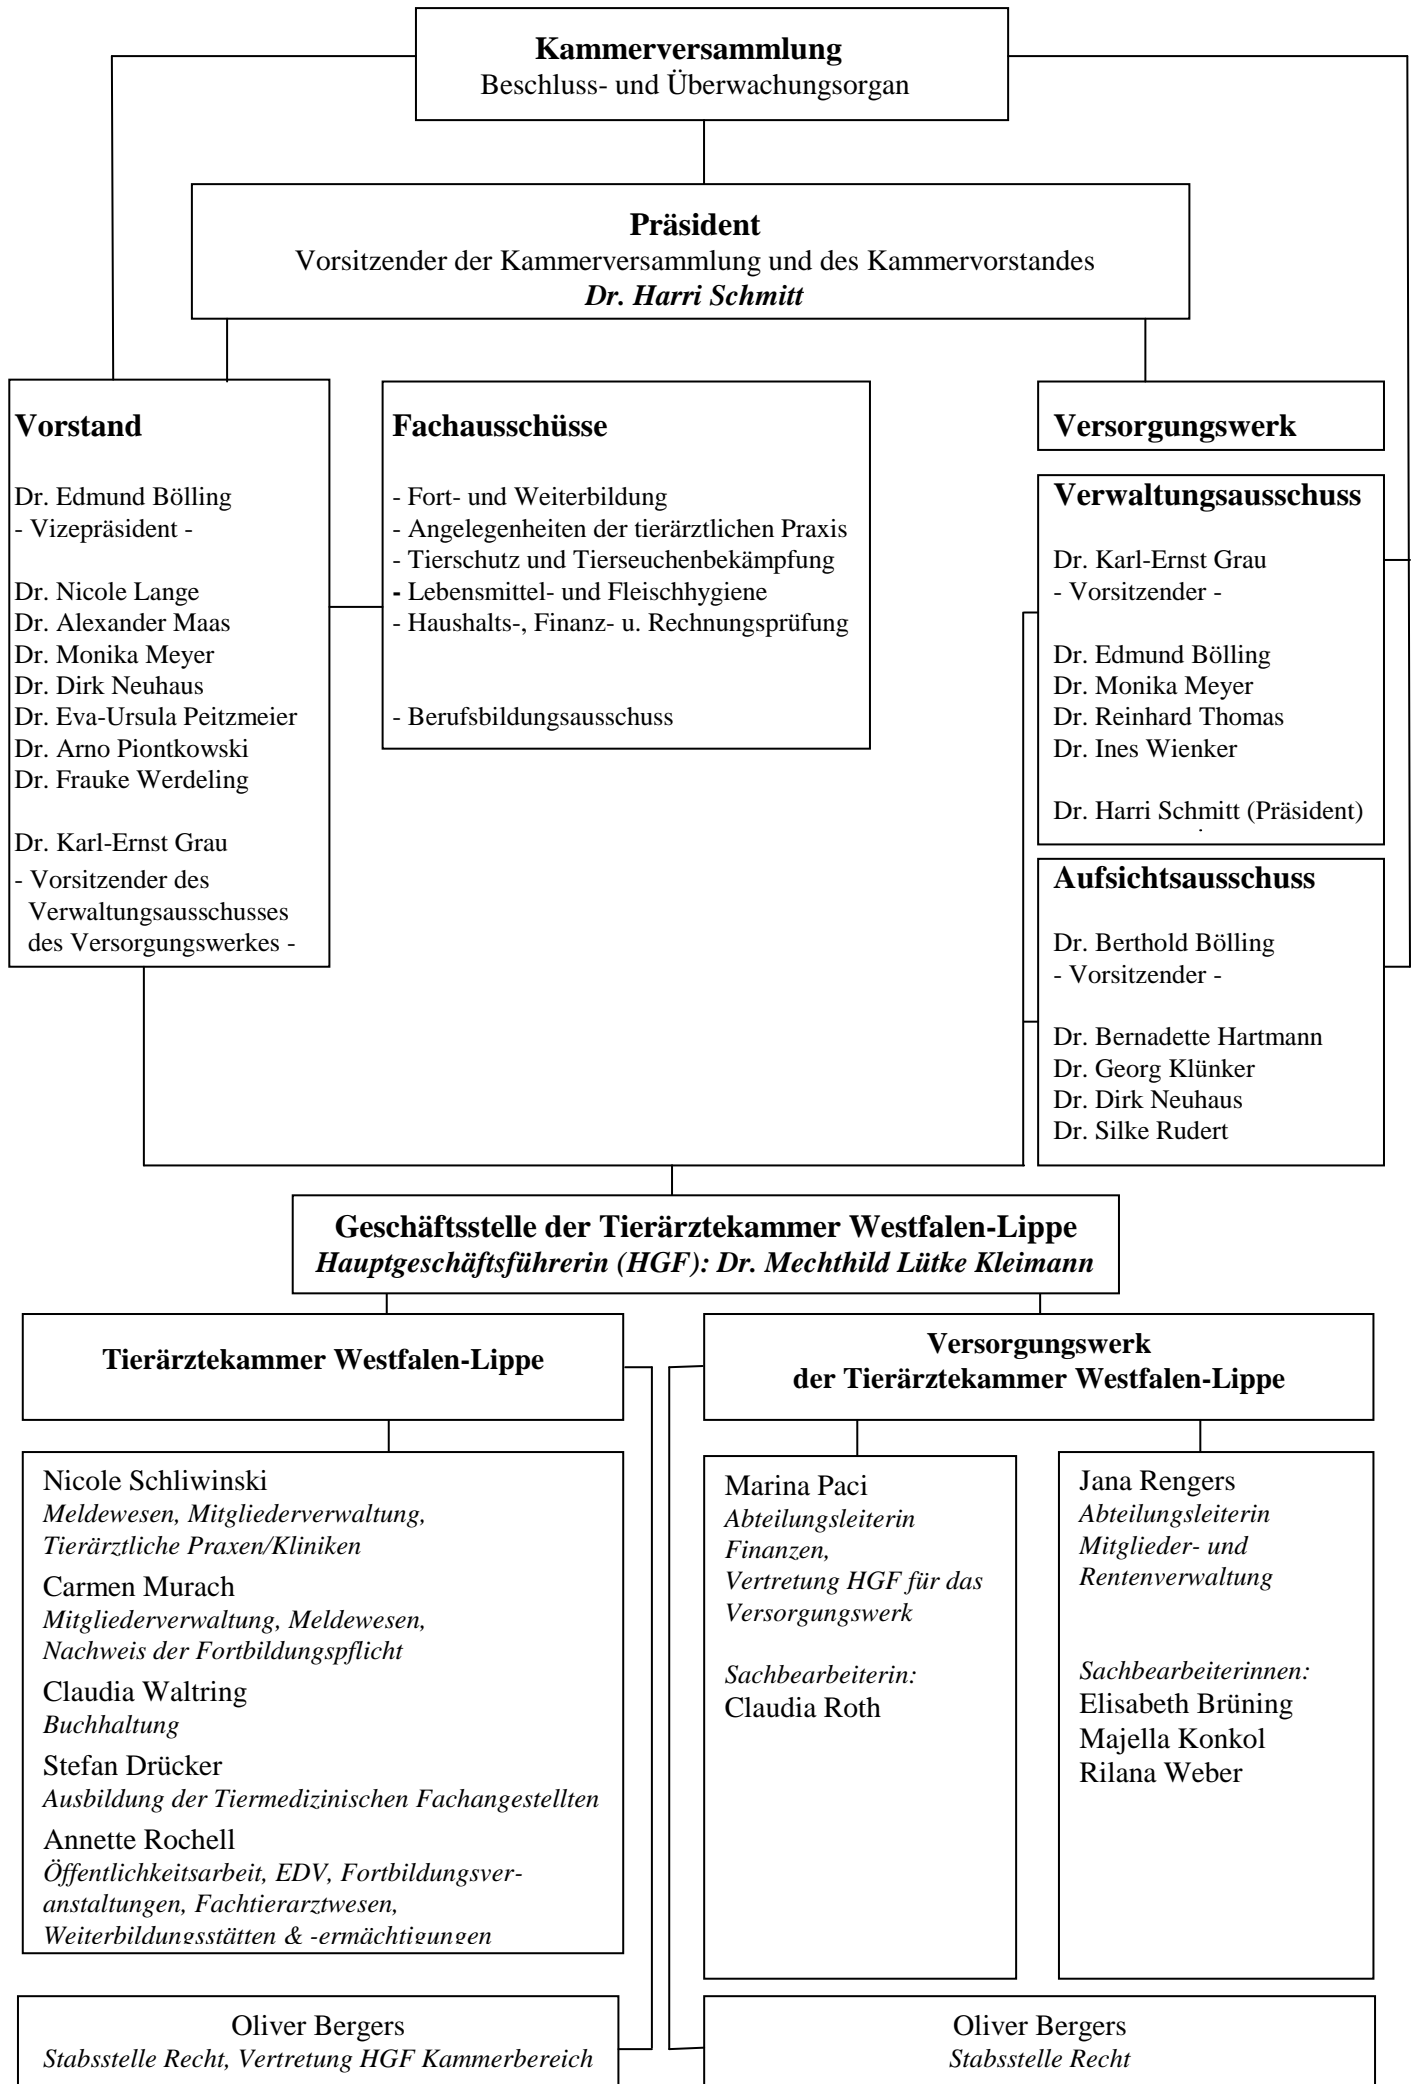 Kammerversammlung
Beschluss- und Überwachungsorgan
Präsident
Vorsitzender der Kammerversammlung und des Kammervorstandes
Dr. Harri Schmitt
Vorstand
Dr. Edmund Bölling
- Vizepräsident -
Dr. Nicole Lange
Dr. Alexander Maas
Dr. Monika Meyer
Dr. Dirk Neuhaus
Dr. Eva-Ursula Peitzmeier
Dr. Arno Piontkowski
Dr. Frauke Werdeling
Dr. Karl-Ernst Grau
- Vorsitzender des
Verwaltungsausschusses
des Versorgungswerkes -
Fachausschüsse
- Fort- und Weiterbildung
- Angelegenheiten der tierärztlichen Praxis
- Tierschutz und Tierseuchenbekämpfung
- Lebensmittel- und Fleischhygiene
- Haushalts-, Finanz- u. Rechnungsprüfung
- Berufsbildungsausschuss
Versorgungswerk
Verwaltungsausschuss
Dr. Karl-Ernst Grau
- Vorsitzender -
Dr. Edmund Bölling
Dr. Monika Meyer
Dr. Reinhard Thomas
Dr. Ines Wienker
Dr. Harri Schmitt (Präsident)
Aufsichtsausschuss
Dr. Berthold Bölling
- Vorsitzender -
Dr. Bernadette Hartmann
Dr. Georg Klünker
Dr. Dirk Neuhaus
Dr. Silke Rudert
Geschäftsstelle der Tierärztekammer Westfalen-Lippe
Hauptgeschäftsführerin (HGF): Dr. Mechthild Lütke Kleimann
Tierärztekammer Westfalen-Lippe
Nicole Schliwinski
Meldewesen, Mitgliederverwaltung,
Tierärztliche Praxen/Kliniken
Carmen Murach
Mitgliederverwaltung, Meldewesen,
Nachweis der Fortbildungspflicht
Claudia Waltring
Buchhaltung
Stefan Drücker
Ausbildung der Tiermedizinischen Fachangestellten
Annette Rochell
Öffentlichkeitsarbeit, EDV, Fortbildungsver-
anstaltungen, Fachtierarztwesen,
Weiterbildungsstätten & -ermächtigungen
Oliver Bergers
Stabsstelle Recht, Vertretung HGF Kammerbereich
Versorgungswerk
der Tierärztekammer Westfalen-Lippe
Marina Paci
Abteilungsleiterin
Finanzen,
Vertretung HGF für das
Versorgungswerk
Sachbearbeiterin:
Claudia Roth
Jana Rengers
Abteilungsleiterin
Mitglieder- und
Rentenverwaltung
Sachbearbeiterinnen:
Elisabeth Brüning
Majella Konkol
Rilana Weber
Oliver Bergers
Stabsstelle Recht